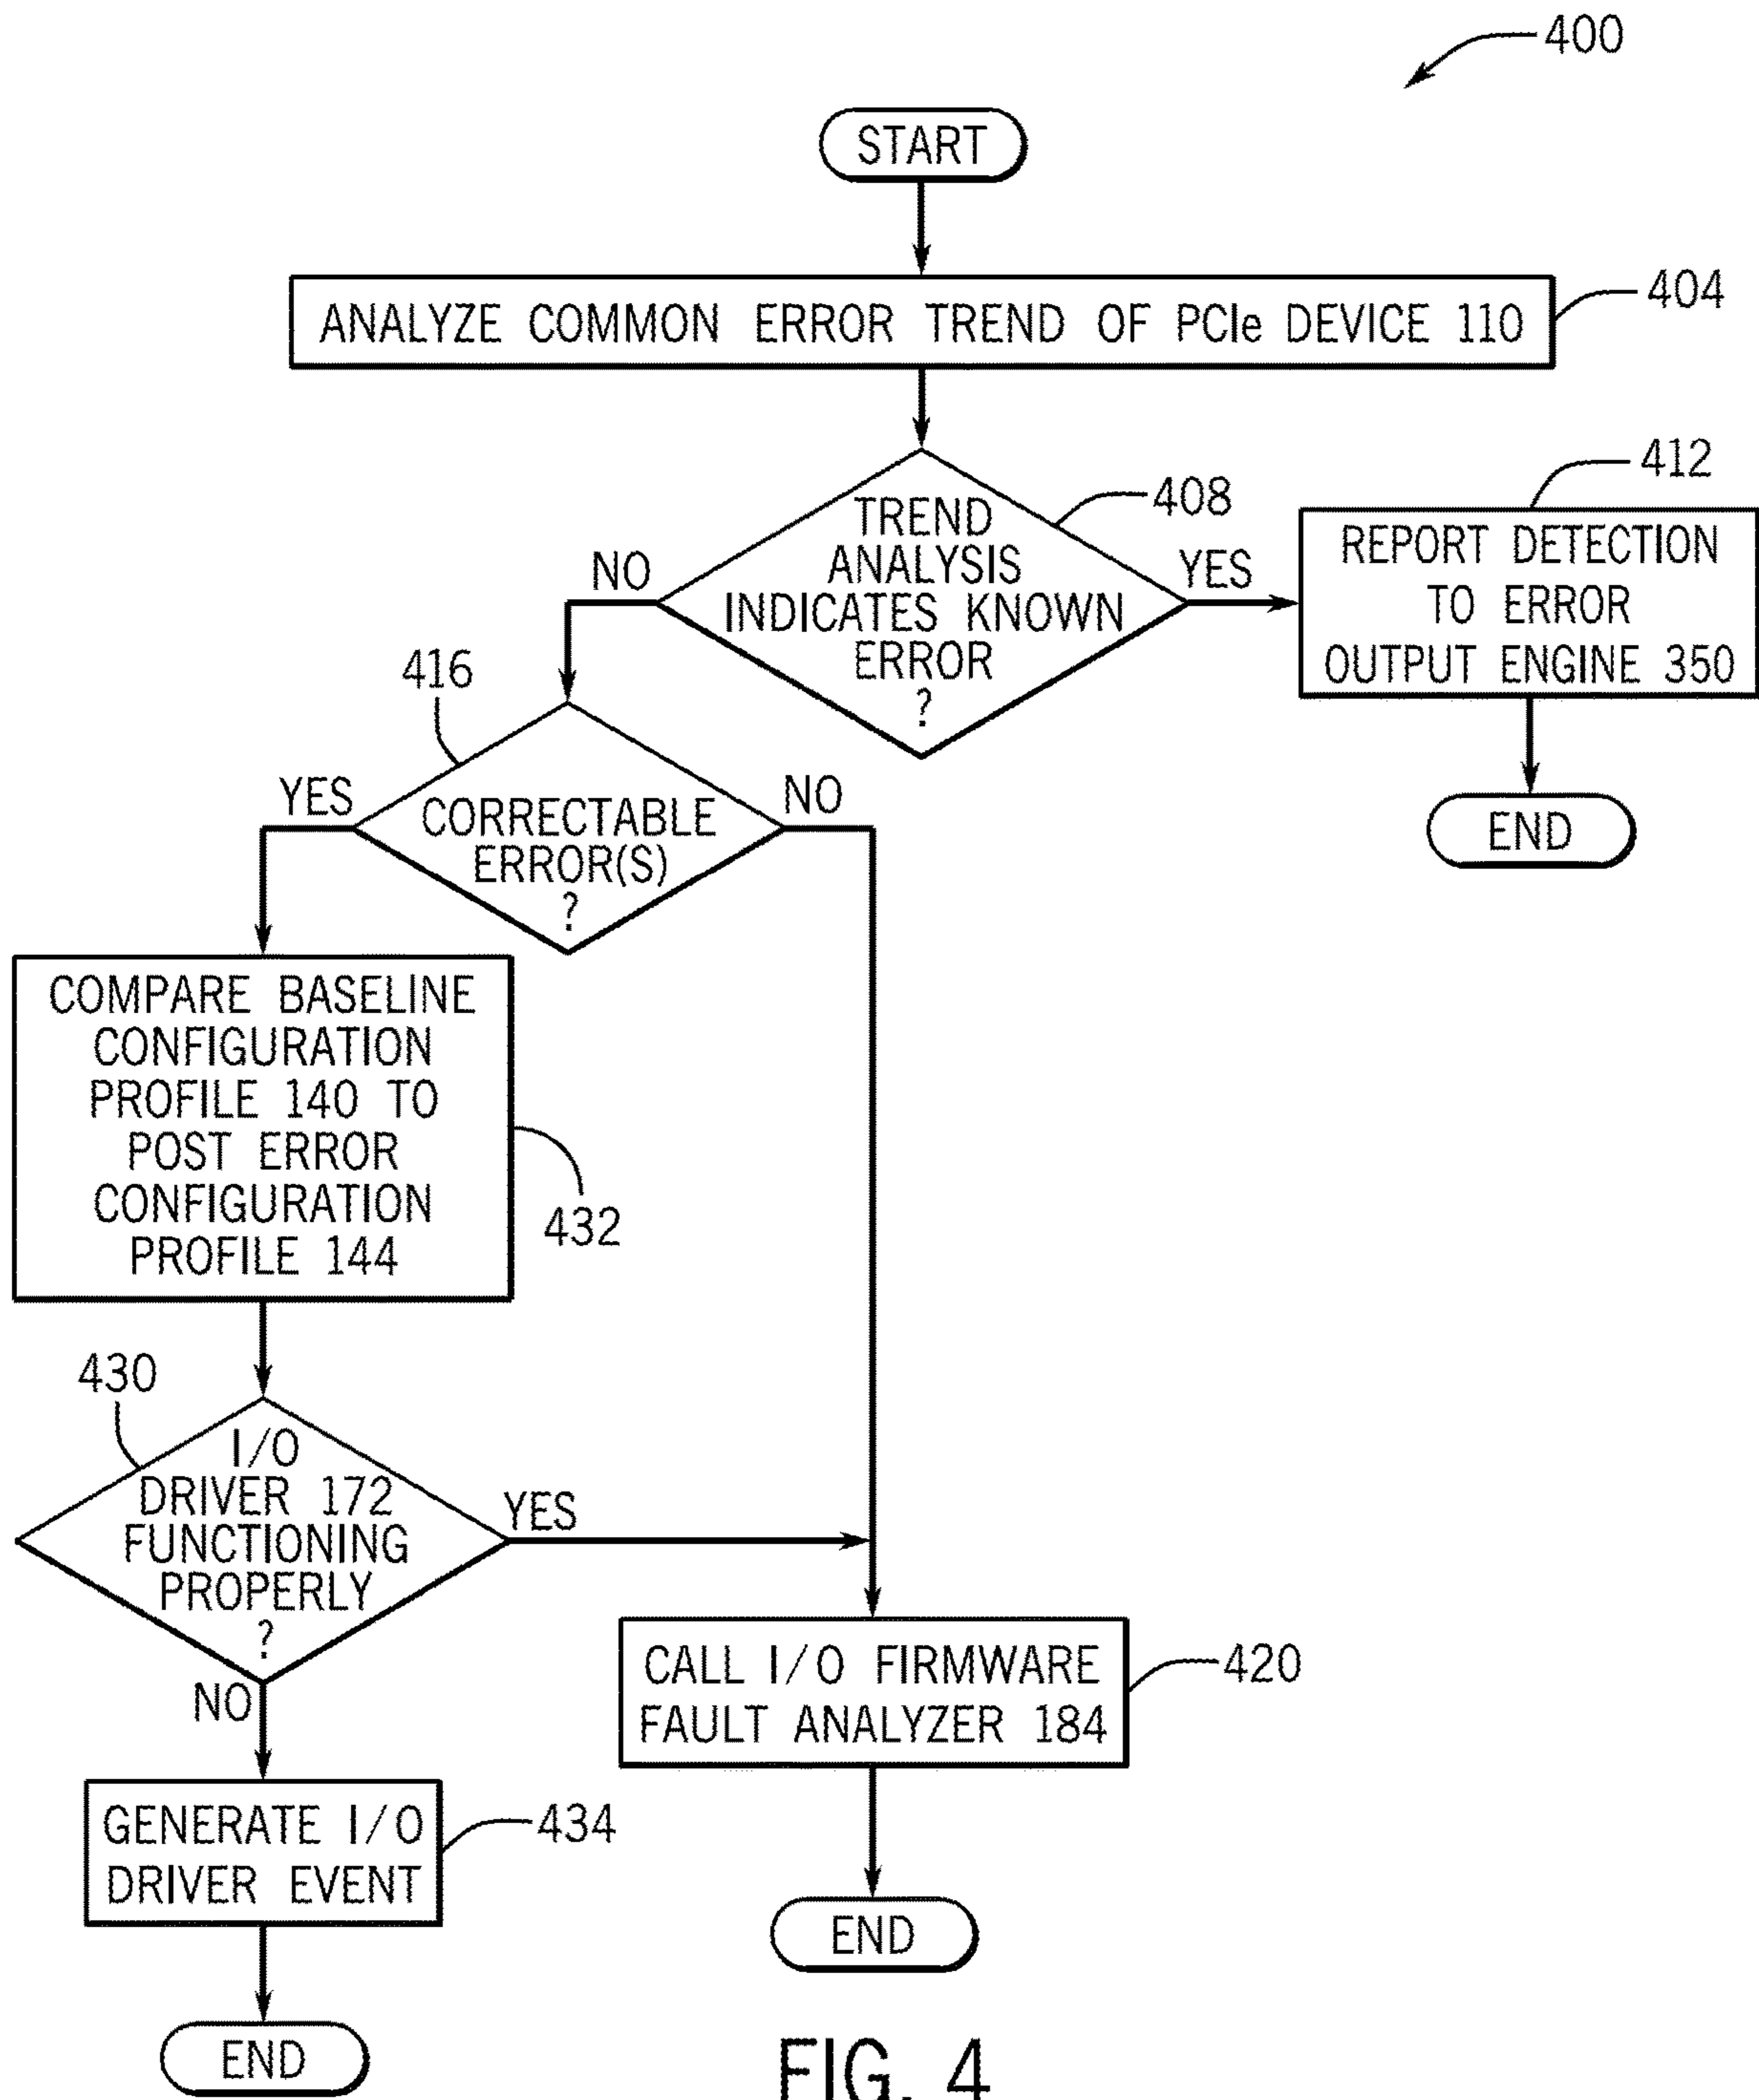 400
START
ANALYZE COMMON ERROR TREND OF PCIe DEVICE 110
404
TREND
ANALYSIS
INDICATES KNOWN
ERROR
?
408
NO
YES
412
REPORT DETECTION
TO ERROR
OUTPUT ENGINE 350
END
416
CORRECTABLE
ERROR(S)
?
YES
NO
COMPARE BASELINE
CONFIGURATION
PROFILE 140 TO
POST ERROR
CONFIGURATION
PROFILE 144
432
430
I/O
DRIVER 172
FUNCTIONING
PROPERLY
?
YES
NO
CALL I/O FIRMWARE
FAULT ANALYZER 184
420
GENERATE I/O
DRIVER EVENT
434
END
END
FIG. 4